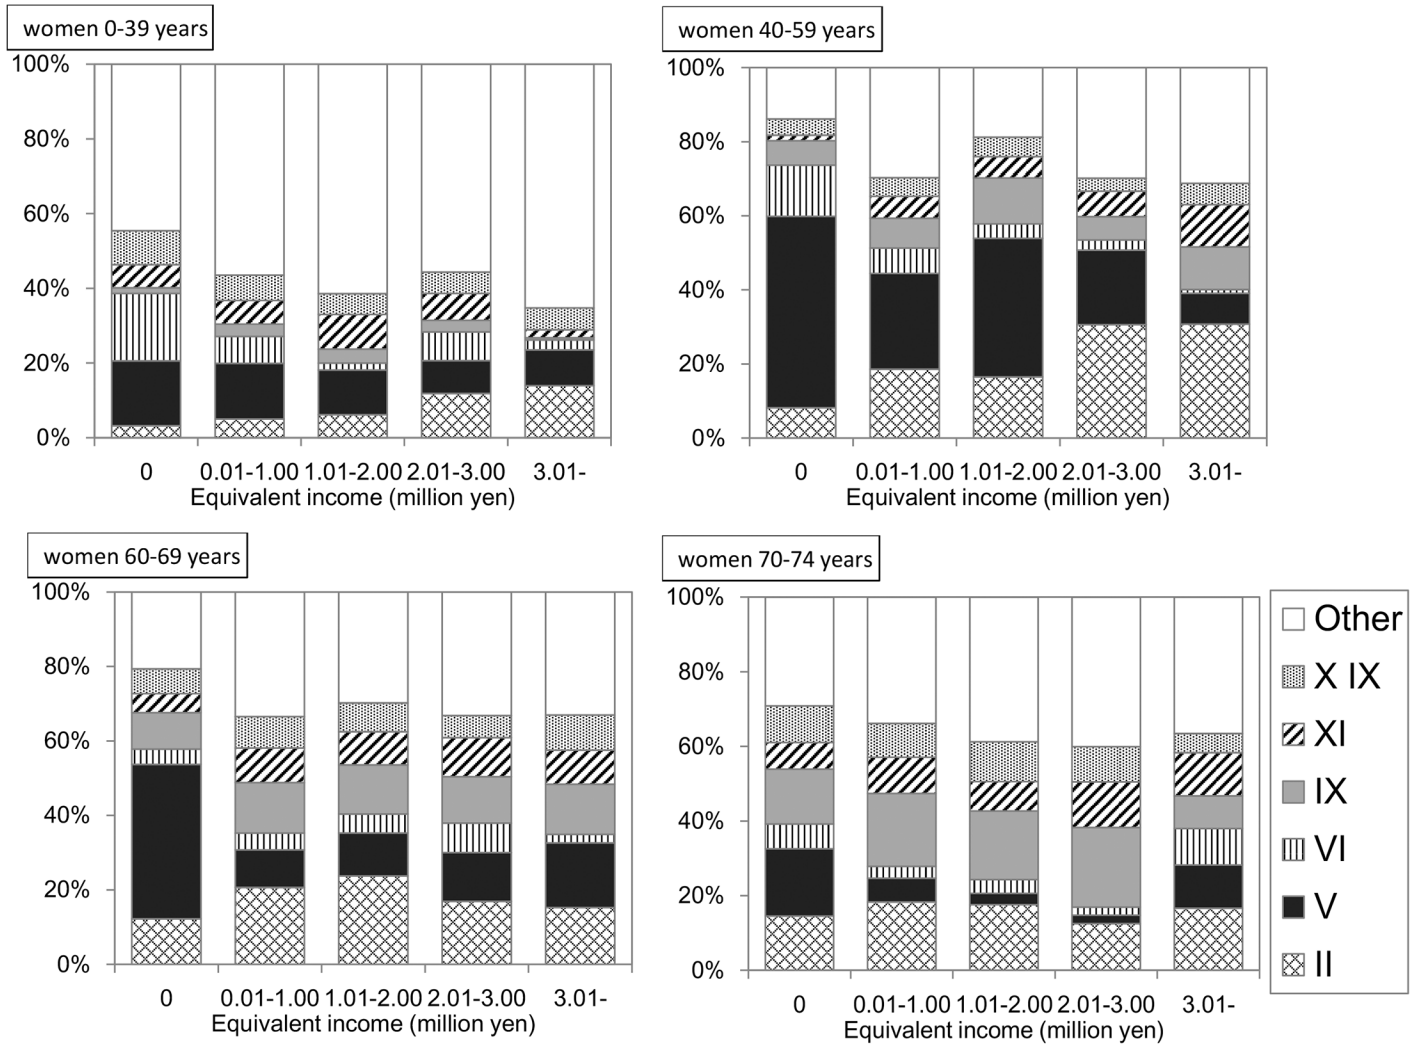 women 0-39 years
100%
80%
60%
40%
20%
0%
0 0.01-1.00 1.01-2.00 2.01-3.00 3.01-
Equivalent income (million yen)
women 40-59 years
100%
80%
60%
40%
20%
0%
0 0.01-1.00 1.01-2.00 2.01-3.00 3.01-
Equivalent income (million yen)
women 60-69 years
100%
80%
60%
40%
20%
0%
0 0.01-1.00 1.01-2.00 2.01-3.00 3.01-
Equivalent income (million yen)
women 70-74 years
100%
80%
60%
40%
20%
0%
0 0.01-1.00 1.01-2.00 2.01-3.00 3.01-
Equivalent income (million yen)
Other
X IX
XI
IX
VI
V
II